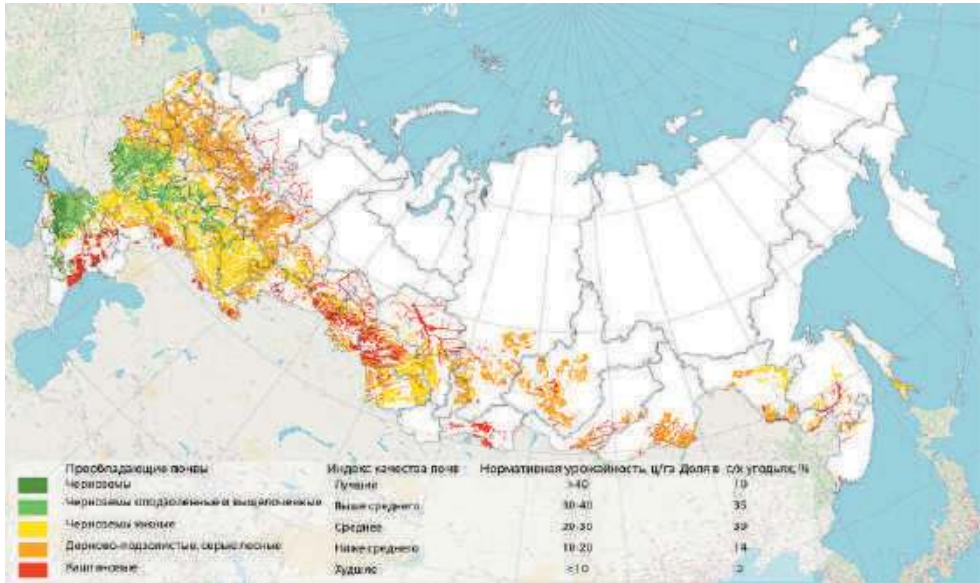 Преобладающие почвы Индекс качества почв Нормативная урожайность, ц/га Доля в с/х угодьях, %
Черноземы Лучшие >40 10
Черноземы оподзоленные и выщелоченные Выше среднего 30-40 35
Черноземы южные Среднее 20-30 39
Дерново-подзолистые, серые лесные Ниже среднего 10-20 14
Каштановые Худшие <10